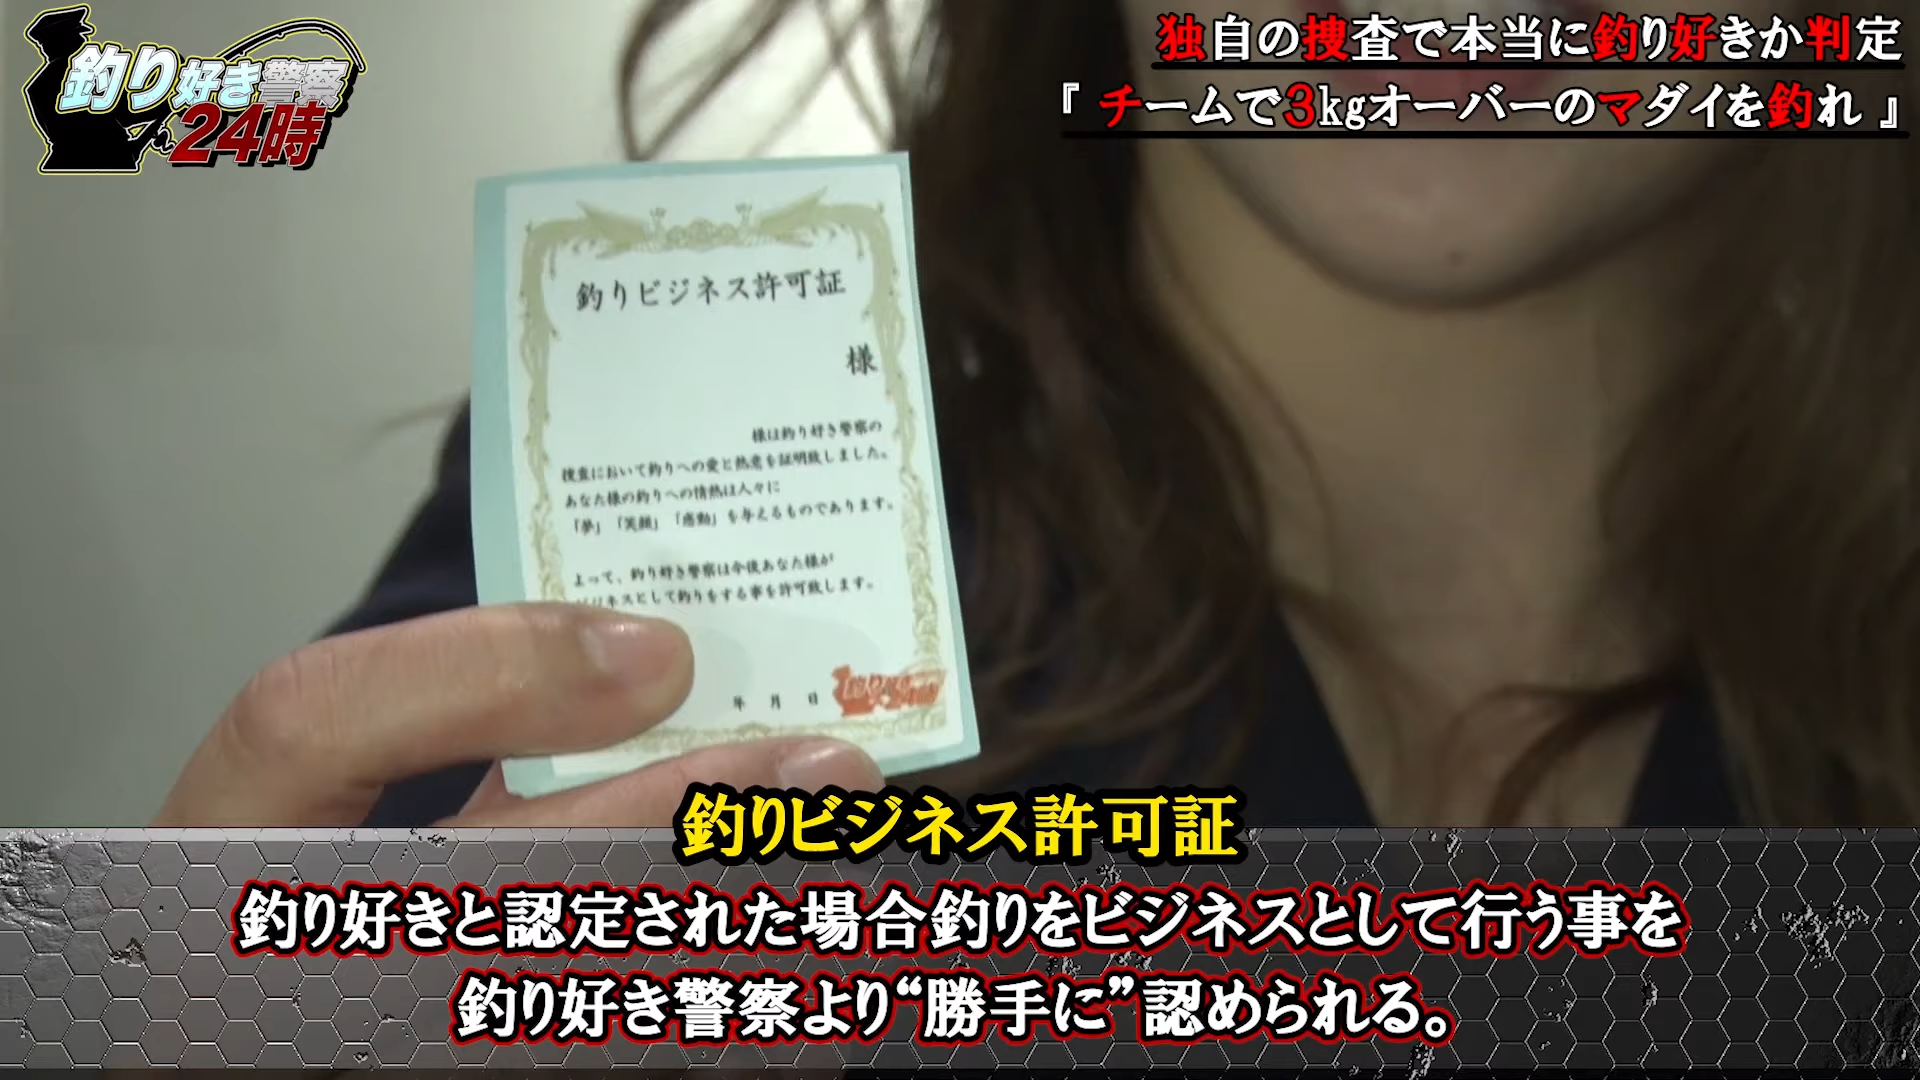 釣り好き警察
24時
独自の捜査で本当に釣り好きか判定
『チームで3kgオーバーのマダイを釣れ』
釣りビジネス許可証
様
様は釣り好き警察の
捜査において釣りへの愛と熱意を証明致しました。
あなた様の釣りへの情熱は人々に
「夢」「笑顔」「感動」を与えるものであります。
よって、釣り好き警察は今後あなた様が
ビジネスとして釣りをする事を許可致します。
年 月 日
釣り好き警察
24時
釣りビジネス許可証
釣り好きと認定された場合釣りをビジネスとして行う事を
釣り好き警察より“勝手に”認められる。